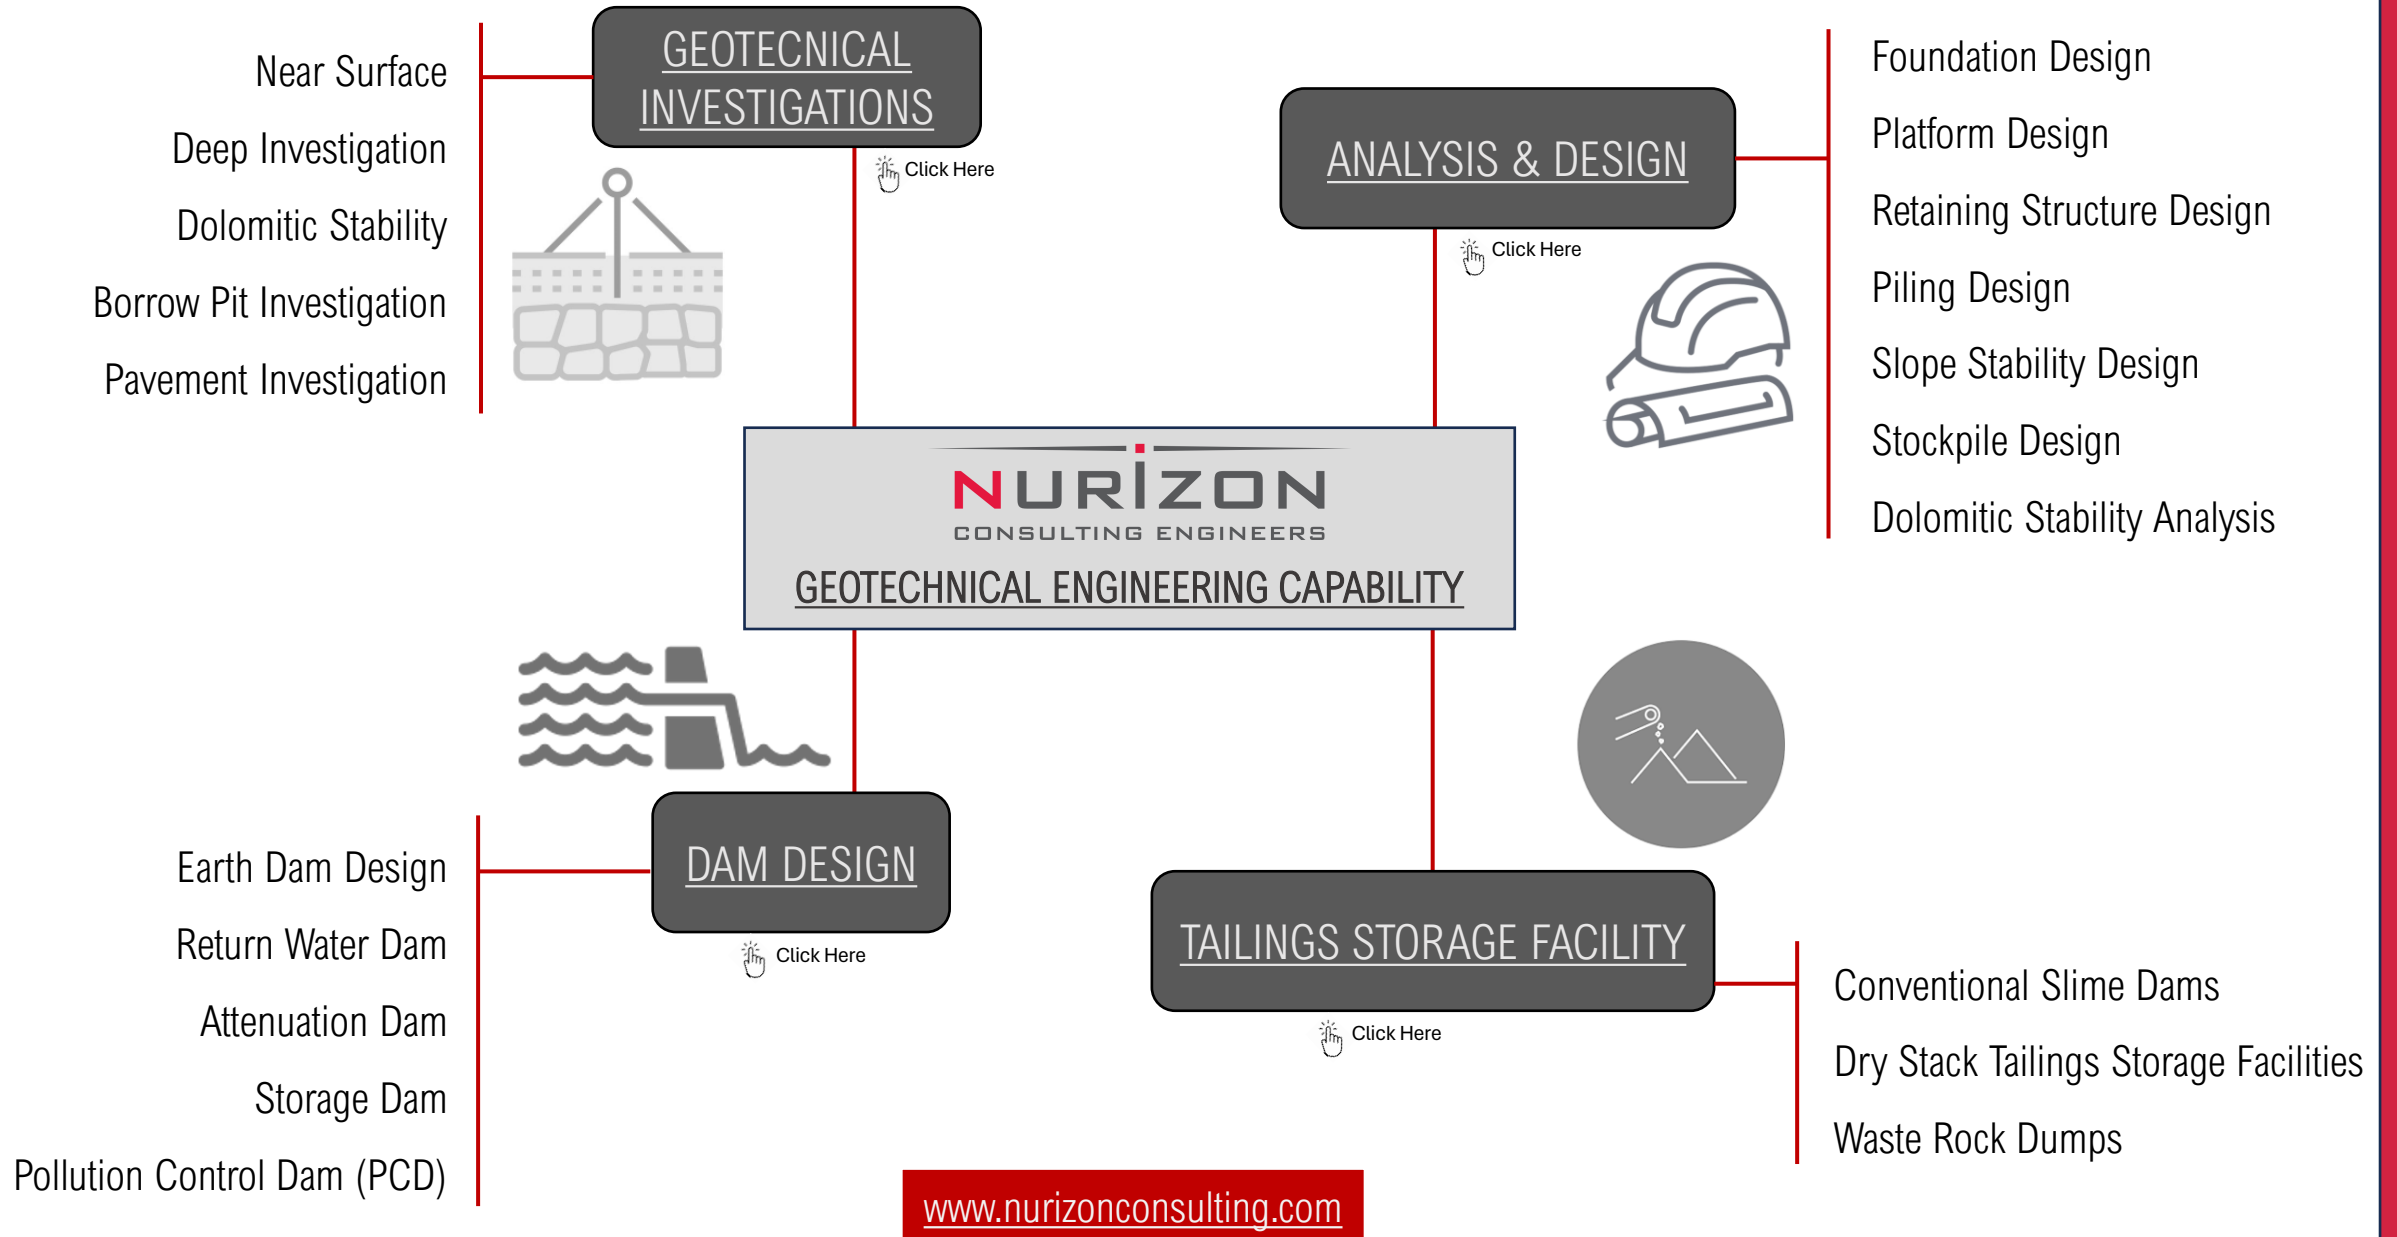 GEOTECNICAL
INVESTIGATIONS
Click Here
Near Surface
Deep Investigation
Dolomitic Stability
Borrow Pit Investigation
Pavement Investigation
ANALYSIS & DESIGN
Click Here
Foundation Design
Platform Design
Retaining Structure Design
Piling Design
Slope Stability Design
Stockpile Design
Dolomitic Stability Analysis
NURIZON
CONSULTING ENGINEERS
GEOTECHNICAL ENGINEERING CAPABILITY
DAM DESIGN
Click Here
Earth Dam Design
Return Water Dam
Attenuation Dam
Storage Dam
Pollution Control Dam (PCD)
TAILINGS STORAGE FACILITY
Click Here
Conventional Slime Dams
Dry Stack Tailings Storage Facilities
Waste Rock Dumps
www.nurizonconsulting.com